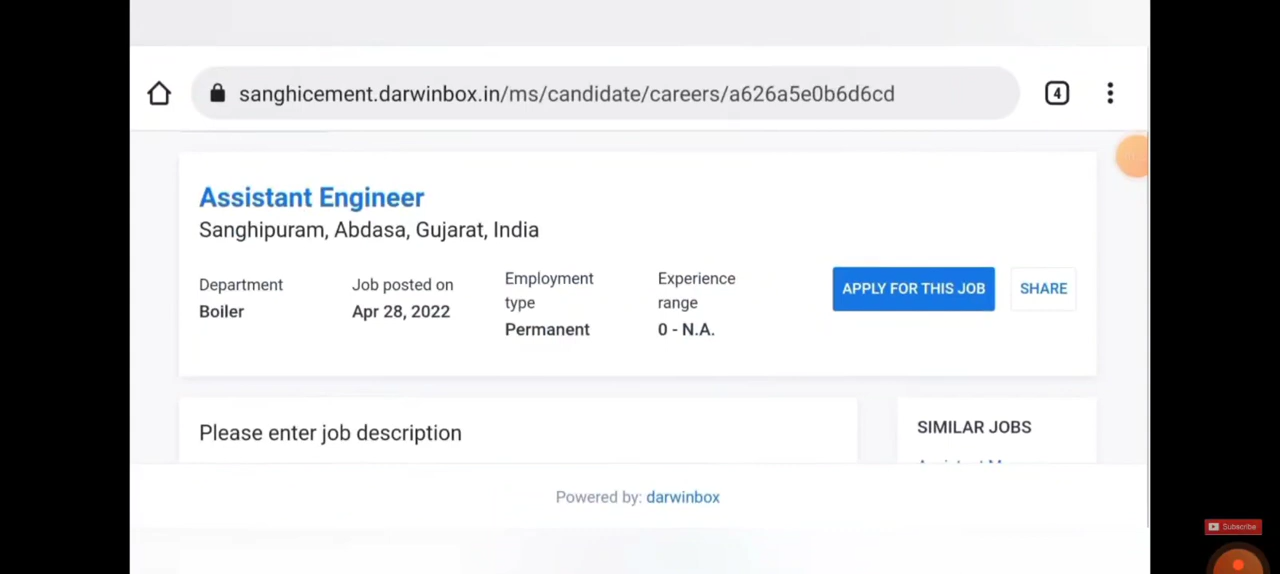 sanghicement.darwinbox.in/ms/candidate/careers/a626a5e0b6d6cd
4
Assistant Engineer
Sanghipuram, Abdasa, Gujarat, India
Department
Boiler
Job posted on
Apr 28, 2022
Employment
type
Permanent
Experience
range
0 - N.A.
APPLY FOR THIS JOB
SHARE
Please enter job description
SIMILAR JOBS
Powered by: darwinbox
Subscribe